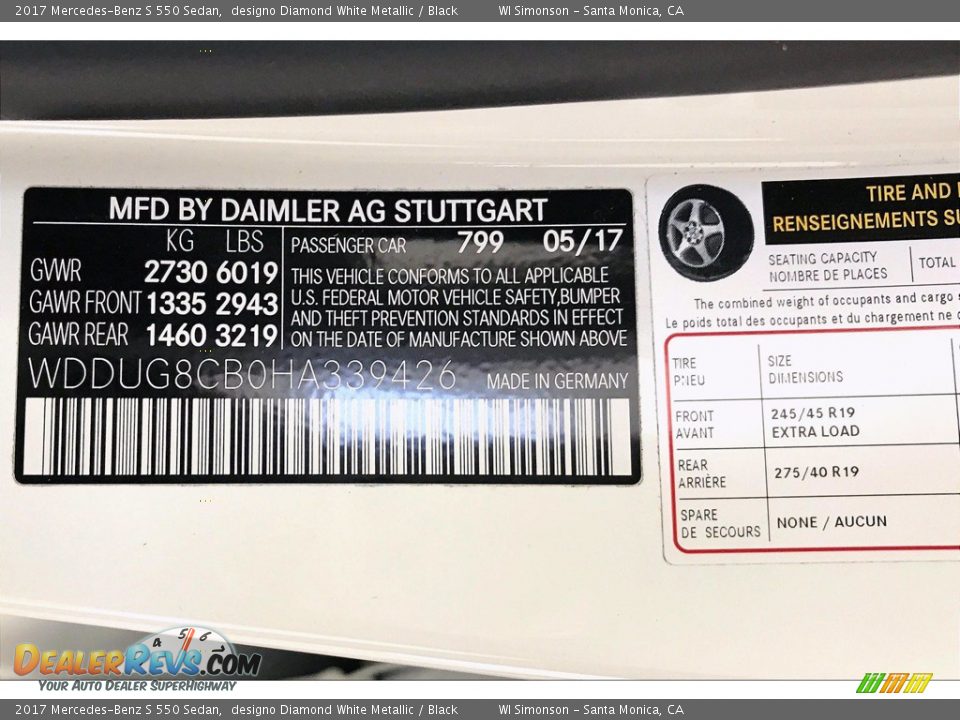 2017 Mercedes-Benz S 550 Sedan, designo Diamond White Metallic / Black WI Simonson - Santa Monica, CA
MFD BY DAIMLER AG STUTTGART
KG LBS
GVWR 2730 6019
GAWR FRONT 1335 2943
GAWR REAR 1460 3219
PASSENGER CAR 799 05/17
THIS VEHICLE CONFORMS TO ALL APPLICABLE
U.S. FEDERAL MOTOR VEHICLE SAFETY,BUMPER
AND THEFT PREVENTION STANDARDS IN EFFECT
ON THE DATE OF MANUFACTURE SHOWN ABOVE
WDDUG8CB0HA339426 MADE IN GERMANY
TIRE AND
RENSEIGNEMENTS
SEATING CAPACITY
NOMBRE DE PLACES
TOTAL
The combined weight of occupants and cargo
Le poids total des occupants et du chargement ne
TIRE
PNEU
SIZE
DIMENSIONS
FRONT
AVANT
245/45 R19
EXTRA LOAD
REAR
ARRIÈRE
275/40 R19
SPARE
DE SECOURS
NONE / AUCUN
4 5 6
DEALERREVS.COM
YOUR AUTO DEALER SUPERHIGHWAY
2017 Mercedes-Benz S 550 Sedan, designo Diamond White Metallic / Black WI Simonson - Santa Monica, CA